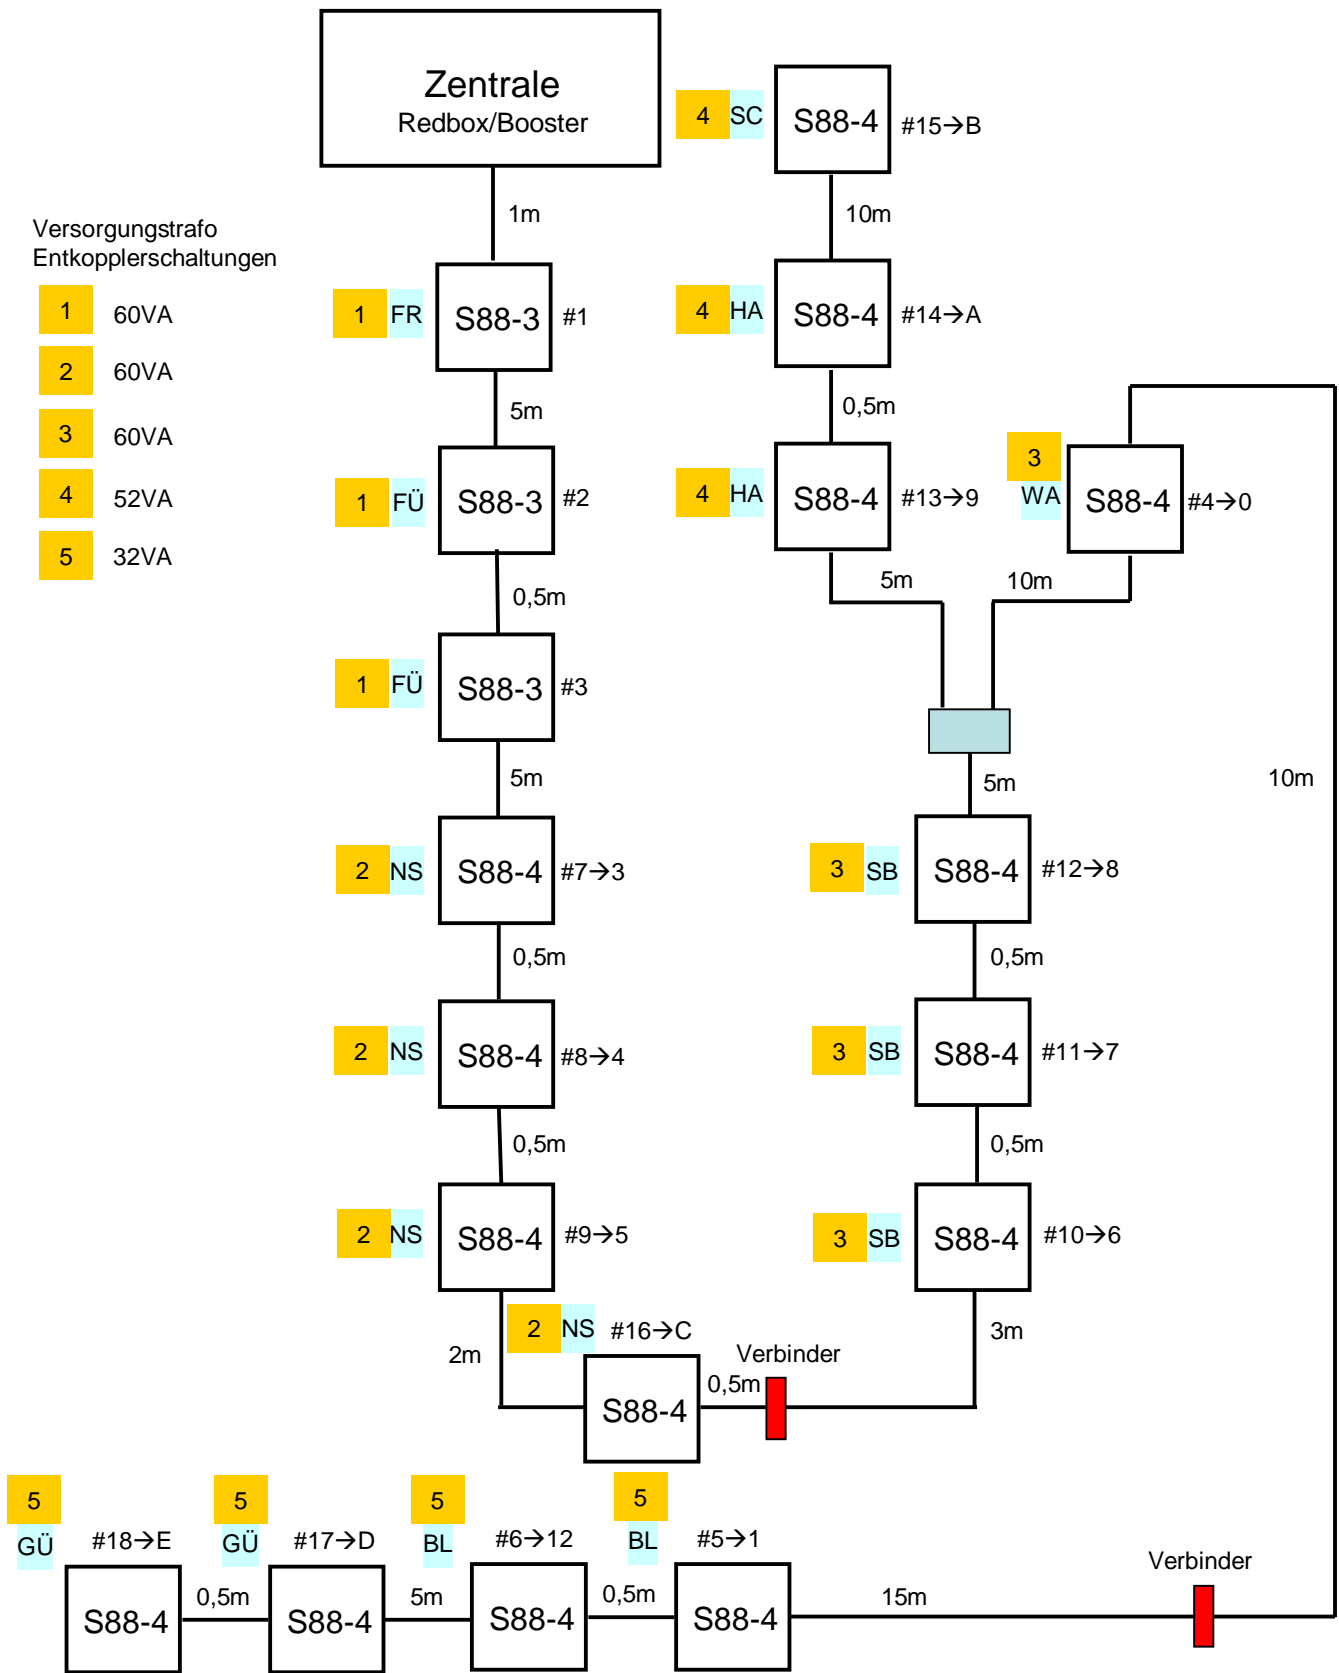 Zentrale
Redbox/Booster
1m
Versorgungstrafo
Entkopplerschaltungen
1 60VA
2 60VA
3 60VA
4 52VA
5 32VA
1 FR S88-3 #1
5m
1 FÜ S88-3 #2
0,5m
1 FÜ S88-3 #3
5m
2 NS S88-4 #7→3
0,5m
2 NS S88-4 #8→4
0,5m
2 NS S88-4 #9→5
2m
2 NS #16→C
S88-4
0,5m
Verbinder
3m
4 SC S88-4 #15→B
10m
4 HA S88-4 #14→A
0,5m
4 HA S88-4 #13→9
5m
3
WA
S88-4 #4→0
10m
5m
10m
3 SB S88-4 #12→8
0,5m
3 SB S88-4 #11→7
0,5m
3 SB S88-4 #10→6
5
GÜ
#18→E
S88-4
0,5m
5
GÜ
#17→D
S88-4
5m
5
BL
#6→12
S88-4
0,5m
5
BL
#5→1
S88-4
15m
Verbinder